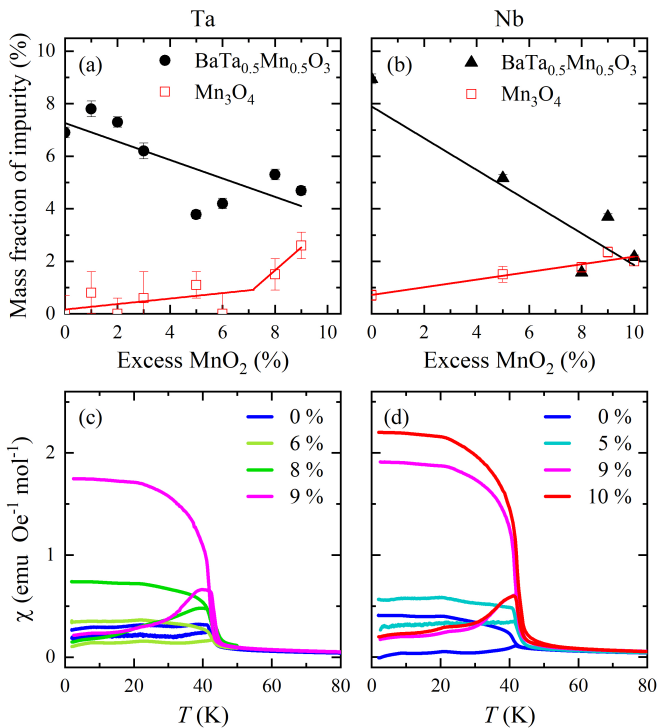 Ta Nb
Mass fraction of impurity (%)
10
8
6
4
2
0
(a)
BaTa0.5Mn0.5O3
Mn3O4
(b)
BaTa0.5Mn0.5O3
Mn3O4
0 2 4 6 8 10
0 2 4 6 8 10
Excess MnO2 (%)
Excess MnO2 (%)
χ (emu Oe-1 mol-1)
2
1
0
(c)
0 %
6 %
8 %
9 %
(d)
0 %
5 %
9 %
10 %
0 20 40 60 80
0 20 40 60 80
T (K)
T (K)